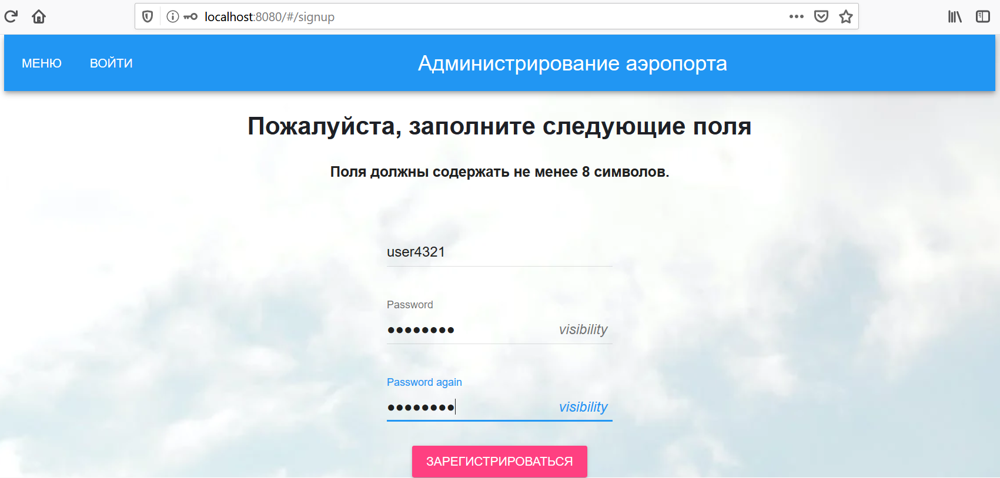 localhost:8080/#/signup
МЕНЮ ВОЙТИ Администрирование аэропорта
Пожалуйста, заполните следующие поля
Поля должны содержать не менее 8 символов.
user4321
Password
●●●●●●●● visibility
Password again
●●●●●●●● visibility
ЗАРЕГИСТРИРОВАТЬСЯ